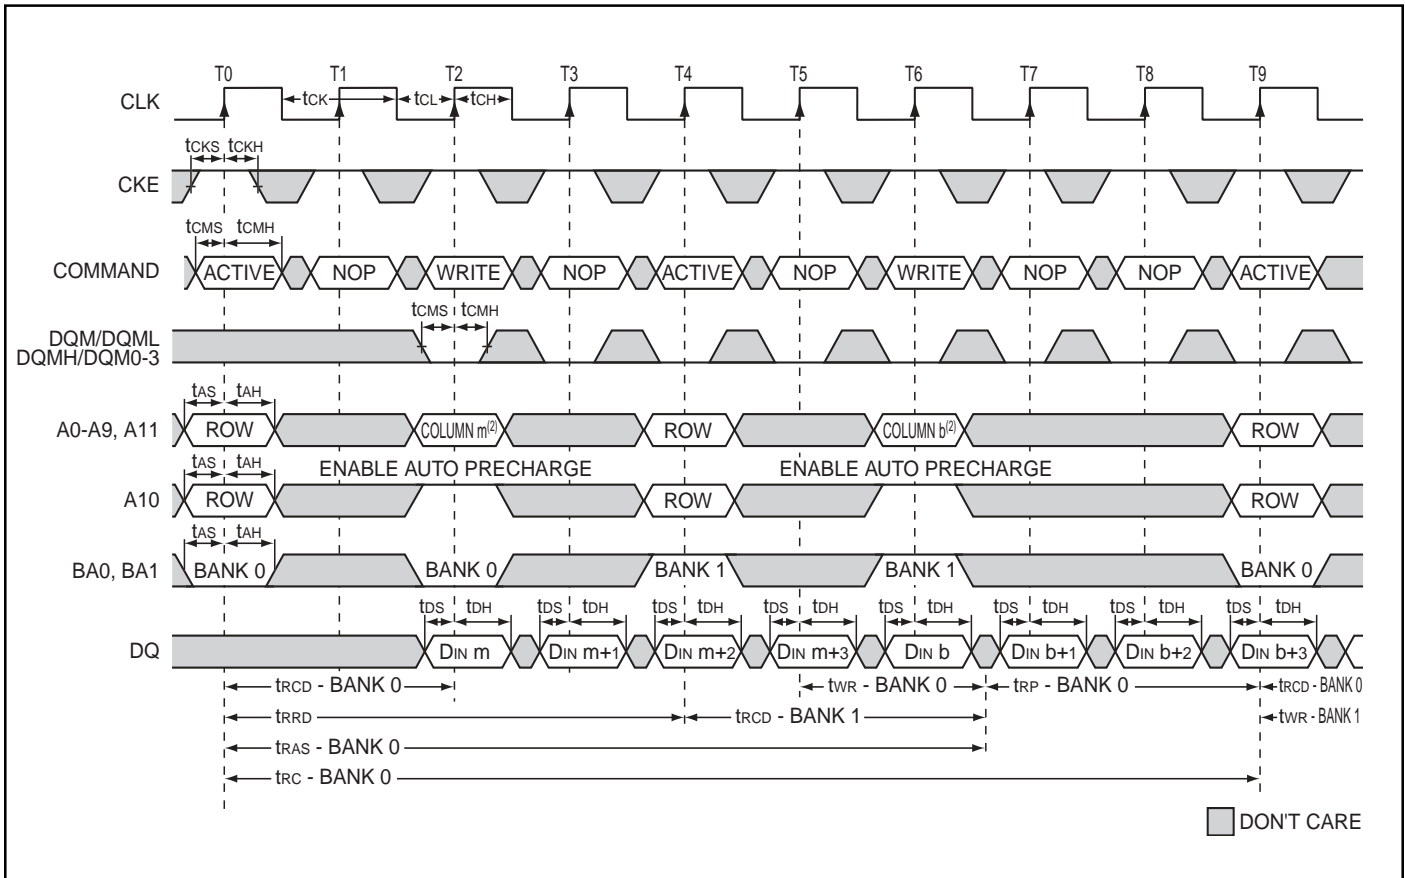 T0 T1 T2 T3 T4 T5 T6 T7 T8 T9
CLK tCK tCL tCH
tCKS tCKH
CKE
tCMS tCMH
COMMAND ACTIVE NOP WRITE NOP ACTIVE NOP WRITE NOP NOP ACTIVE
tCMS tCMH
DQM/DQML
DQMH/DQM0-3
tAS tAH
A0-A9, A11 ROW COLUMN m(2) ROW COLUMN b(2) ROW
tAS tAH ENABLE AUTO PRECHARGE ENABLE AUTO PRECHARGE
A10 ROW ROW ROW
tAS tAH
BA0, BA1 BANK 0 BANK 0 BANK 1 BANK 1 BANK 0
tDS tDH tDS tDH tDS tDH tDS tDH tDS tDH tDS tDH tDS tDH tDS tDH
DQ DIN m DIN m+1 DIN m+2 DIN m+3 DIN b DIN b+1 DIN b+2 DIN b+3
tRCD - BANK 0 tWR - BANK 0 tRP - BANK 0 tRCD - BANK 0
tRRD tRCD - BANK 1 tWR - BANK 1
tRAS - BANK 0
tRC - BANK 0
DON'T CARE